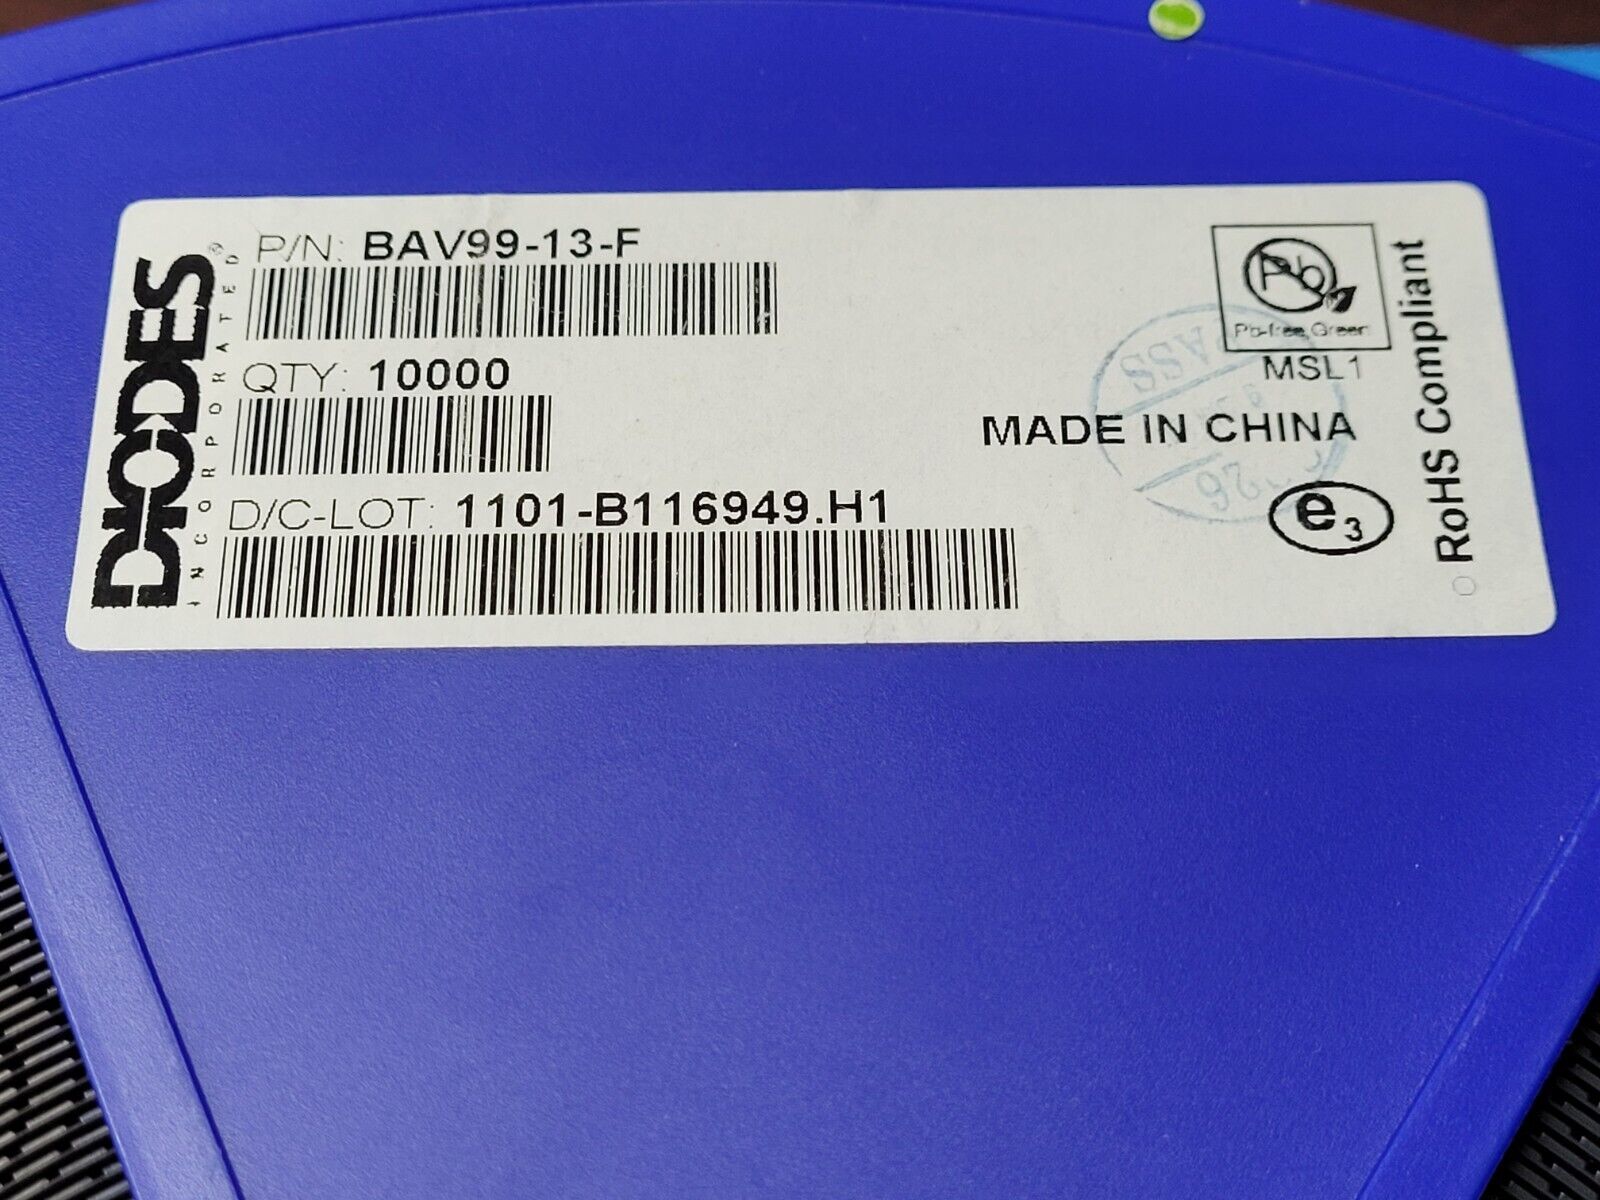 DIODES®
INCORPORATED
P/N: BAV99-13-F
QTY: 10000
D/C-LOT: 1101-B116949.H1
Pb
Pb-free Green
MSL1
MADE IN CHINA
e3
RoHS Compliant
26